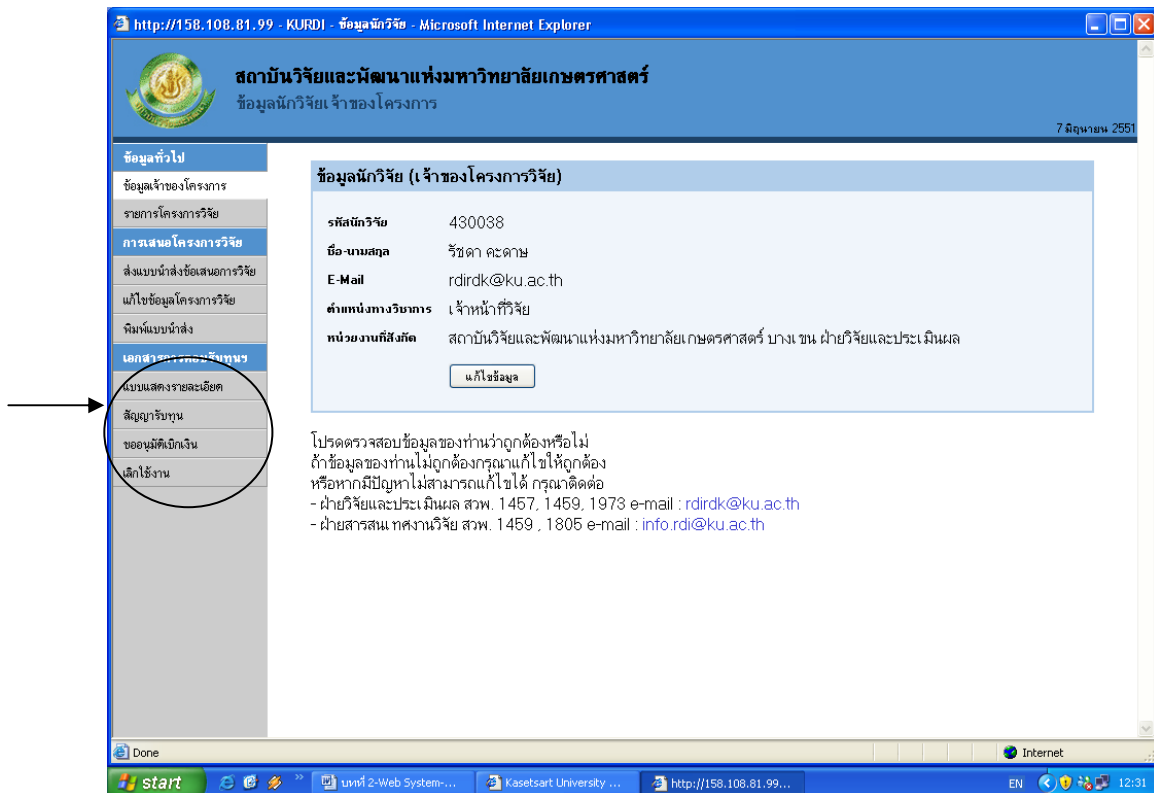 http://158.108.81.99 - KURDI - ข้อมูลนักวิจัย - Microsoft Internet Explorer
สถาบันวิจัยและพัฒนาแห่งมหาวิทยาลัยเกษตรศาสตร์
ข้อมูลนักวิจัยเจ้าของโครงการ
7 มิถุนายน 2551
ข้อมูลทั่วไป
ข้อมูลเจ้าของโครงการ
รายการโครงการวิจัย
การเสนอโครงการวิจัย
ส่งแบบนำส่งข้อเสนอการวิจัย
แก้ไขข้อมูลโครงการวิจัย
พิมพ์แบบนำส่ง
เอกสารการตอบรับทุนฯ
แบบแสดงรายละเอียด
สัญญารับทุน
ขออนุมัติเบิกเงิน
เลิกใช้งาน
ข้อมูลนักวิจัย (เจ้าของโครงการวิจัย)
รหัสนักวิจัย 430038
ชื่อ-นามสกุล รัชดา คะดาษ
E-Mail rdirdk@ku.ac.th
ตำแหน่งทางวิชาการ เจ้าหน้าที่วิจัย
หน่วยงานที่สังกัด สถาบันวิจัยและพัฒนาแห่งมหาวิทยาลัยเกษตรศาสตร์ บางเขน ฝ่ายวิจัยและประเมินผล
แก้ไขข้อมูล
โปรดตรวจสอบข้อมูลของท่านว่าถูกต้องหรือไม่
ถ้าข้อมูลของท่านไม่ถูกต้องกรุณาแก้ไขให้ถูกต้อง
หรือหากมีปัญหาไม่สามารถแก้ไขได้ กรุณาติดต่อ
- ฝ่ายวิจัยและประเมินผล สวพ. 1457, 1459, 1973 e-mail : rdirdk@ku.ac.th
- ฝ่ายสารสนเทศงานวิจัย สวพ. 1459 , 1805 e-mail : info.rdi@ku.ac.th
Done
Internet
start
บทที่ 2-Web System-...
Kasetsart University ...
http://158.108.81.99...
EN
12:31